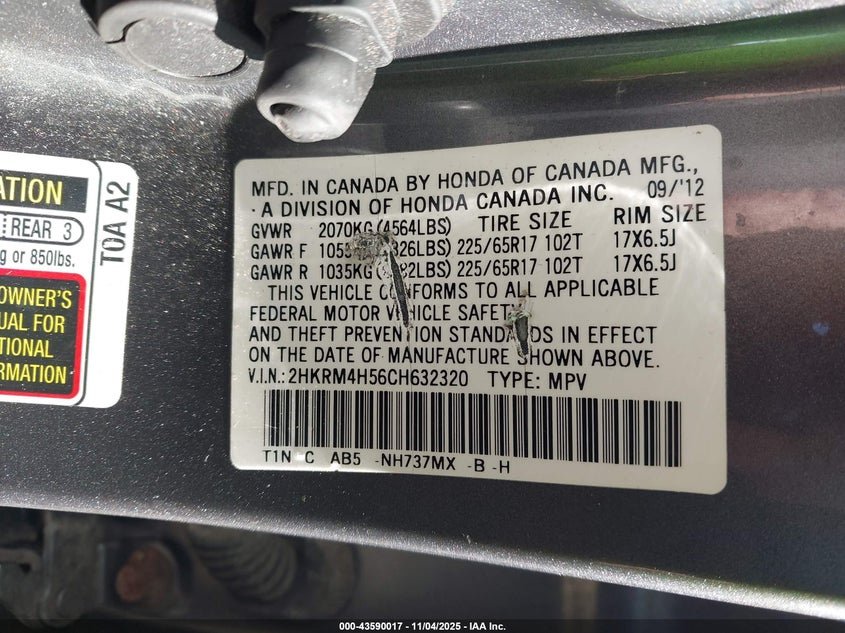 ATION
REAR 3
g or 850lbs.
OWNER'S
UAL FOR
TIONAL
RMATION
TOA A2
MFD. IN CANADA BY HONDA OF CANADA MFG.,
A DIVISION OF HONDA CANADA INC. 09/'12
GVWR 2070KG (4564LBS) TIRE SIZE RIM SIZE
GAWR F 225/65R17 102T 17X6.5J
GAWR R 1035KG 225/65R17 102T 17X6.5J
THIS VEHICLE CONFORMS TO ALL APPLICABLE
FEDERAL MOTOR VEHICLE SAFETY
AND THEFT PREVENTION STANDARDS IN EFFECT
ON THE DATE OF MANUFACTURE SHOWN ABOVE.
V.I.N.: 2HKRM4H56CH632320 TYPE: MPV
T1N C AB5 -NH737MX -B -H
000-43590017 - 11/04/2025 - IAA Inc.